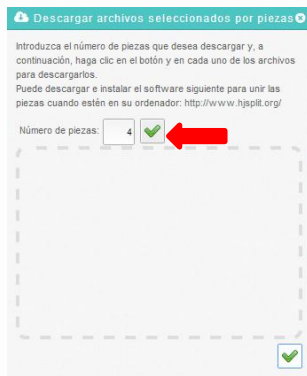 Descargar archivos seleccionados por piezas
Introduzca el número de piezas que desea descargar y, a
continuación, haga clic en el botón y en cada uno de los archivos
para descargarlos.
Puede descargar e instalar el software siguiente para unir las
piezas cuando estén en su ordenador: http://www.hjsplit.org/
Número de piezas: 4